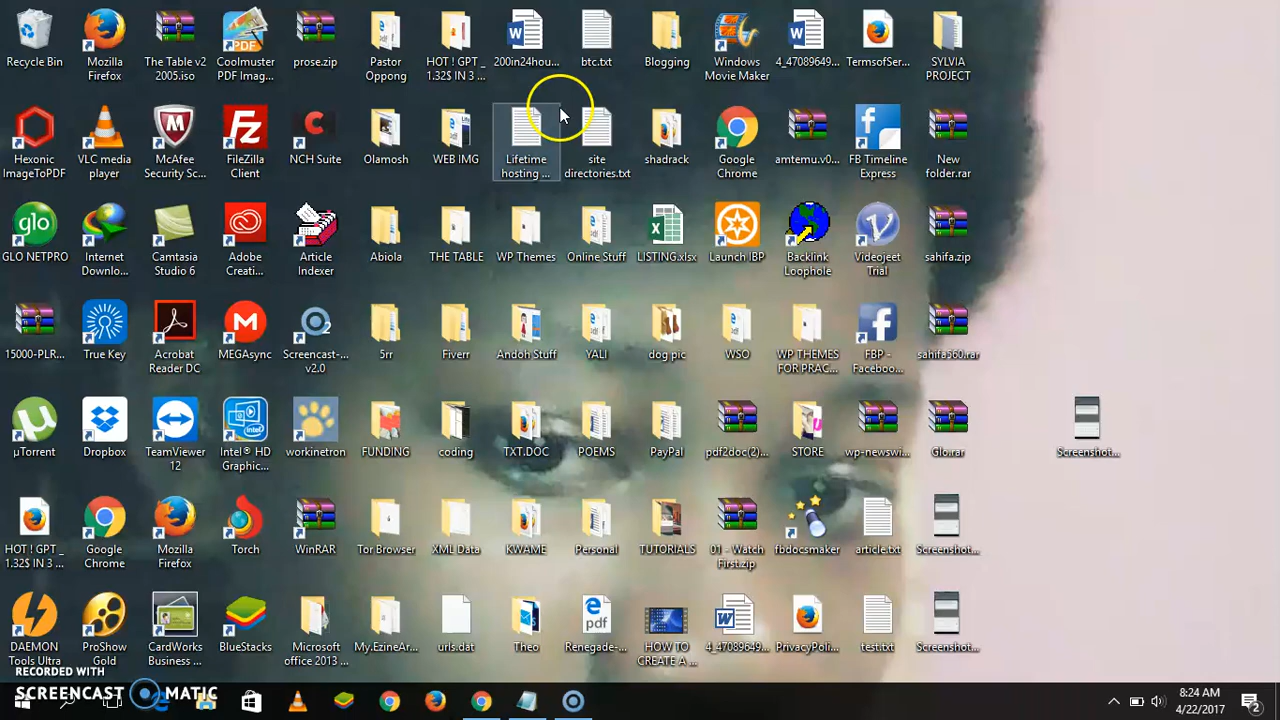 Recycle Bin
Mozilla
Firefox
The Table v2
2005.iso
Coolmuster
PDF Imag...
prose.zip
Pastor
Oppong
HOT ! GPT _
1.32$ IN 3 ...
200in24hou...
btc.txt
Blogging
Windows
Movie Maker
4_47089649...
TermsofSer...
SYLVIA
PROJECT
Hexonic
ImageToPDF
VLC media
player
McAfee
Security Sc...
FileZilla
Client
NCH Suite
Olamosh
WEB IMG
Lifetime
hosting ...
site
directories.txt
shadrack
Google
Chrome
amtemu.v0...
FB Timeline
Express
New
folder.rar
glo
GLO NETPRO
Internet
Downlo...
Camtasia
Studio 6
Adobe
Creati...
Article
Indexer
Abiola
THE TABLE
WP Themes
Online Stuff
LISTING.xlsx
Launch IBP
Backlink
Loophole
Videojeet
Trial
sahifa.zip
15000-PLR...
True Key
Acrobat
Reader DC
MEGAsync
Screencast-...
v2.0
5rr
Fiverr
Andoh Stuff
YALI
dog pic
WSO
WP THEMES
FOR PRAC...
FBP -
Faceboo...
sahifa560.rar
µTorrent
Dropbox
TeamViewer
12
Intel® HD
Graphic...
workinetron
FUNDING
coding
TXT.DOC
POEMS
PayPal
pdf2doc(2)...
STORE
wp-newswi...
Glo.rar
Screenshot...
HOT ! GPT _
1.32$ IN 3 ...
Google
Chrome
Mozilla
Firefox
Torch
WinRAR
Tor Browser
XML Data
KWAME
Personal
TUTORIALS
01 - Watch
First.zip
fbdocsmaker
article.txt
Screenshot...
DAEMON
Tools Ultra
ProShow
Gold
CardWorks
Business ...
BlueStacks
Microsoft
office 2013 ...
My.EzineAr...
urls.dat
Theo
Renegade-...
HOW TO
CREATE A ...
4_47089649...
PrivacyPoli...
test.txt
Screenshot...
RECORDED WITH
SCREENCAST MATIC
8:24 AM
4/22/2017
2